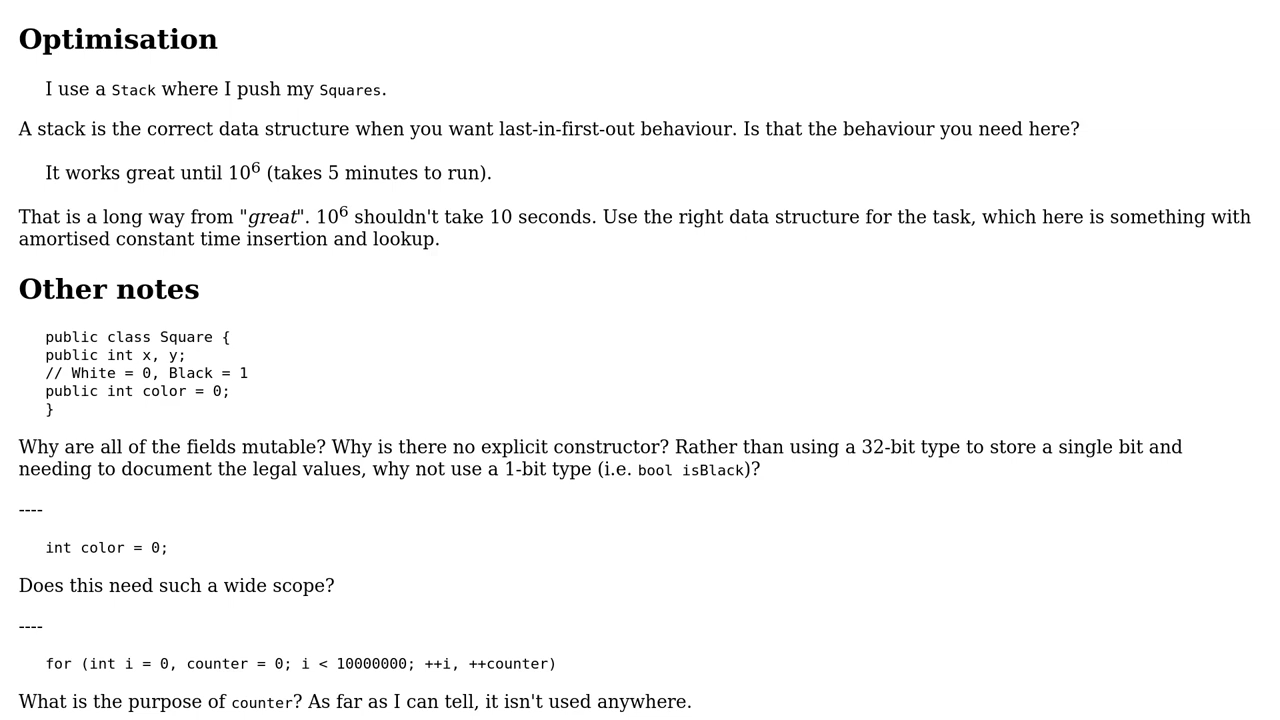 Optimisation
I use a Stack where I push my Squares.
A stack is the correct data structure when you want last-in-first-out behaviour. Is that the behaviour you need here?
It works great until 10⁶ (takes 5 minutes to run).
That is a long way from "great". 10⁶ shouldn't take 10 seconds. Use the right data structure for the task, which here is something with
amortised constant time insertion and lookup.
Other notes
public class Square {
public int x, y;
// White = 0, Black = 1
public int color = 0;
}
Why are all of the fields mutable? Why is there no explicit constructor? Rather than using a 32-bit type to store a single bit and
needing to document the legal values, why not use a 1-bit type (i.e. bool isBlack)?
----
int color = 0;
Does this need such a wide scope?
----
for (int i = 0, counter = 0; i < 10000000; ++i, ++counter)
What is the purpose of counter? As far as I can tell, it isn't used anywhere.